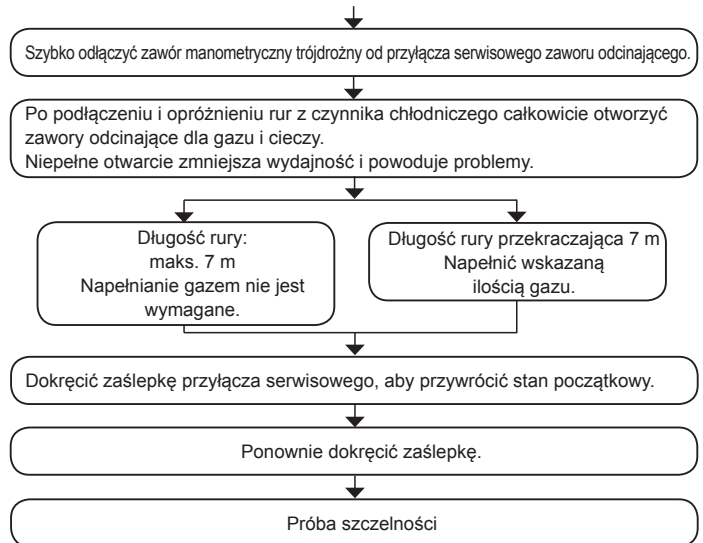 Szybko odłączyć zawór manometryczny trójdrożny od przyłącza serwisowego zaworu odcinającego.
Po podłączeniu i opróżnieniu rur z czynnika chłodniczego całkowicie otworzyć
zawory odcinające dla gazu i cieczy.
Niepełne otwarcie zmniejsza wydajność i powoduje problemy.
Długość rury:
maks. 7 m
Napełnianie gazem nie jest
wymagane.
Długość rury przekraczająca 7 m
Napełnić wskazaną
ilością gazu.
Dokręcić zaślepkę przyłącza serwisowego, aby przywrócić stan początkowy.
Ponownie dokręcić zaślepkę.
Próba szczelności